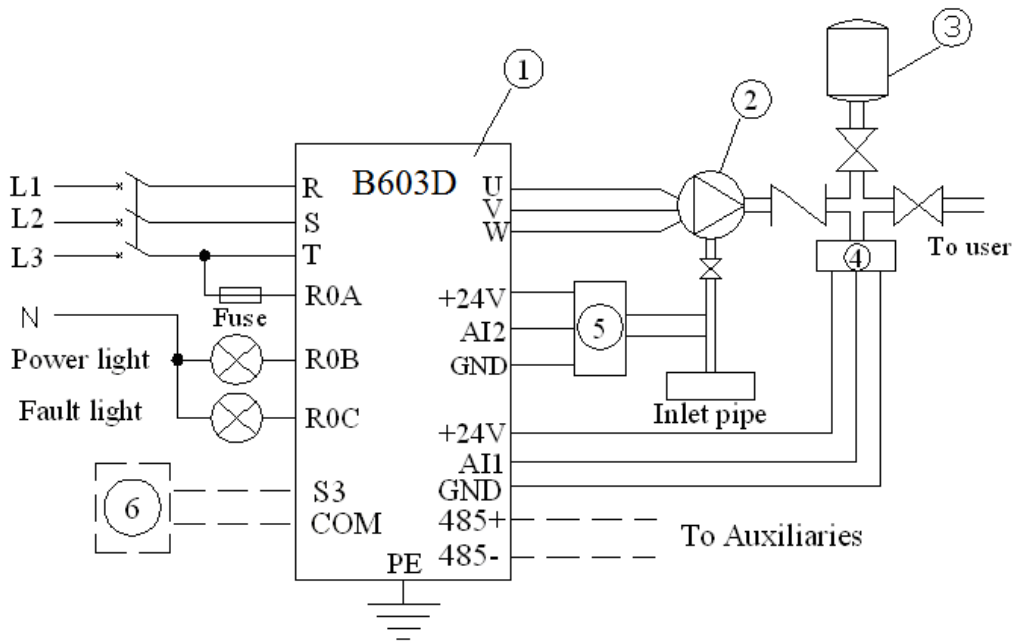 3
1
2
B603D
L1
R
U
L2
S
V
W
L3
T
To user
4
R0A
+24V
N
Fuse
AI2
5
Power light
R0B
GND
Inlet pipe
Fault light
R0C
+24V
AI1
6
S3
GND
COM
485+
To Auxiliaries
485-
PE